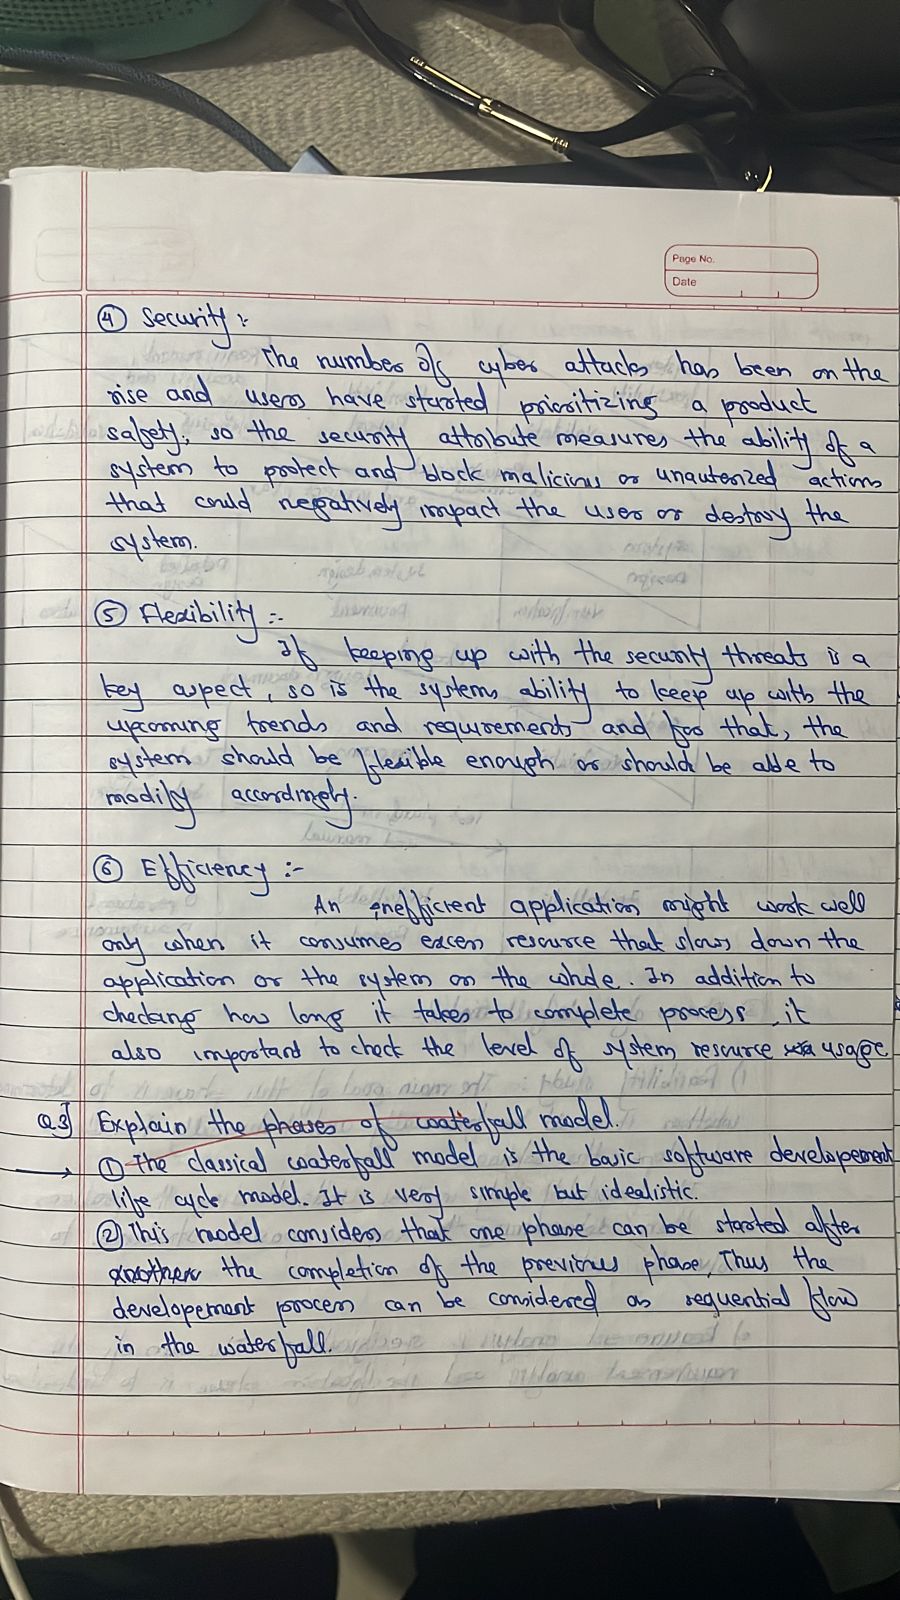 Page No.
Date
④ Security :-
The number of cyber attacks has been on the
rise and users have started prioritizing a product
safety, so the security attribute measures the ability of a
system to protect and block malicious or unauterized actions
that could negatively impact the user or destroy the
system.
⑤ Flexibility :-
If keeping up with the security threats is a
key aspect, so is the systems ability to keep up with the
upcoming trends and requirements and for that, the
system should be flexible enough or should be able to
modify accordingly.
⑥ Efficiency :-
An inefficient application might work well
only when it consumes excess resource that slows down the
application or the system on the whole. In addition to
checking how long it takes to complete process, it
also important to check the level of system resource usage
Q.3] Explain the phases of waterfall model.
→ ① The classical waterfall model is the basic software developement
life cycle model. It is very simple but idealistic.
② This model considers that one phase can be started after
the completion of the previous phase, Thus the
developement process can be considered as sequential flow
in the waterfall.